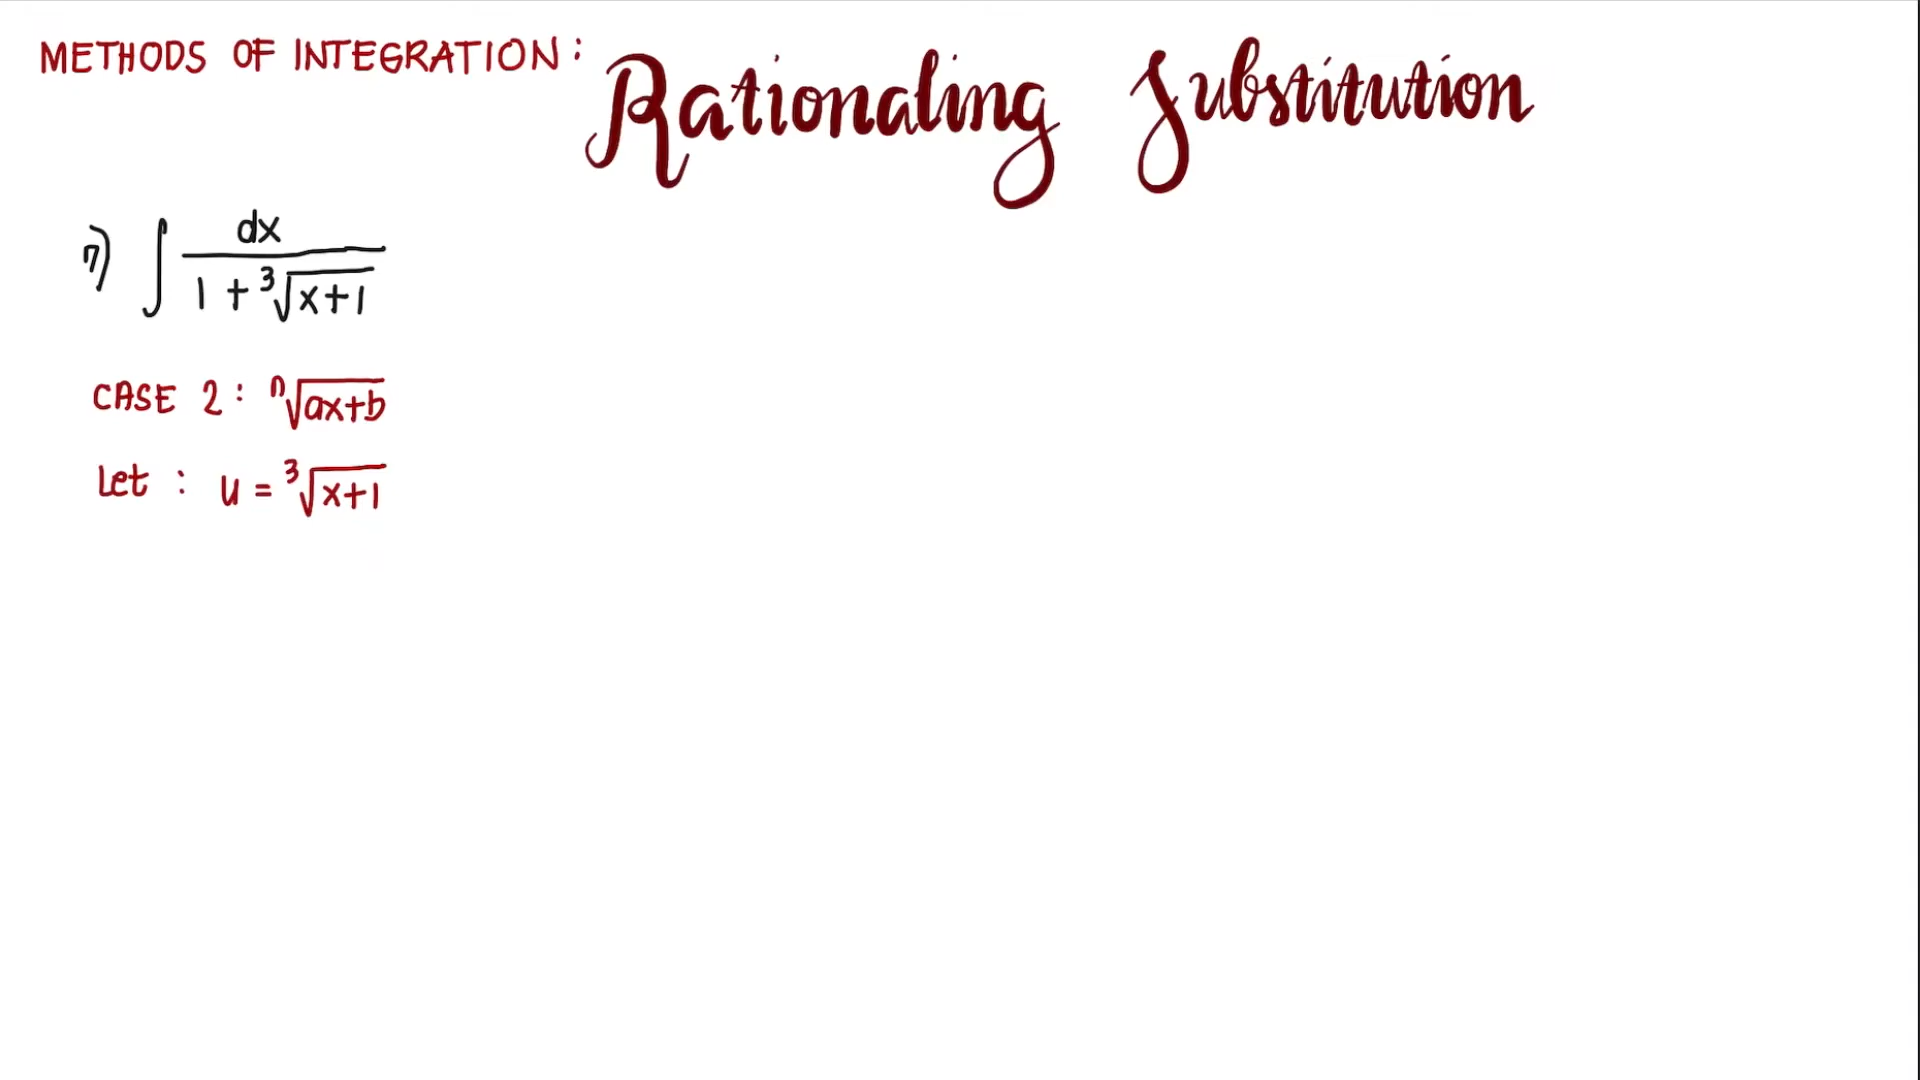 METHODS OF INTEGRATION: Rationaling Substitution
7) ∫ dx / (1 + ∛(x+1))
CASE 2: ⁿ√(ax+b)
Let : u = ∛(x+1)